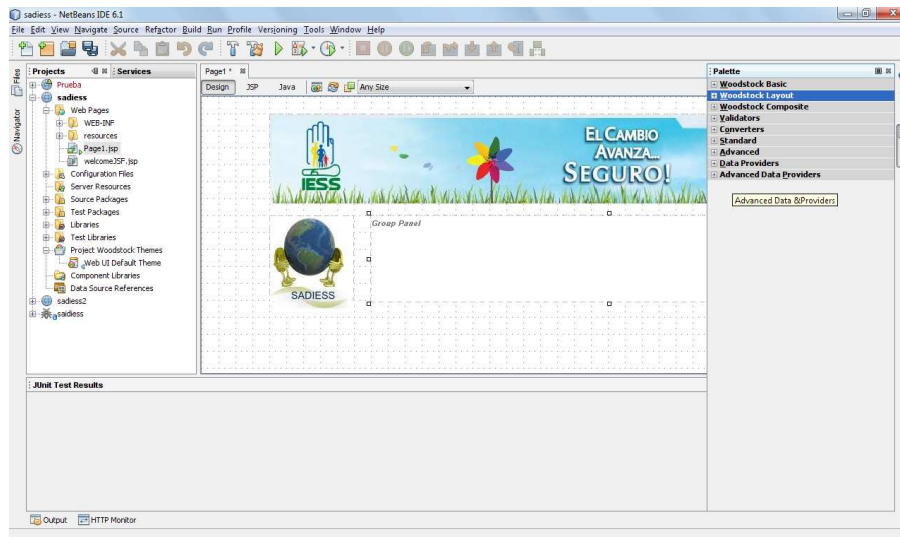 sadiess - NetBeans IDE 6.1
File Edit View Navigate Source Refactor Build Run Profile Versioning Tools Window Help
Files
Navigator
Projects
Services
Prueba
sadiess
Web Pages
WEB-INF
resources
Page1.jsp
welcomeJSF.jsp
Configuration Files
Server Resources
Source Packages
Test Packages
Libraries
Test Libraries
Project Woodstock Themes
Web UI Default Theme
Component Libraries
Data Source References
sadiess2
saidiess
Page1 *
Design JSP Java Any Size
IESS
EL CAMBIO
AVANZA...
SEGURO!
SADIESS
Group Panel
Palette
Woodstock Basic
Woodstock Layout
Woodstock Composite
Validators
Converters
Standard
Advanced
Data Providers
Advanced Data Providers
Advanced Data &Providers
JUnit Test Results
Output HTTP Monitor